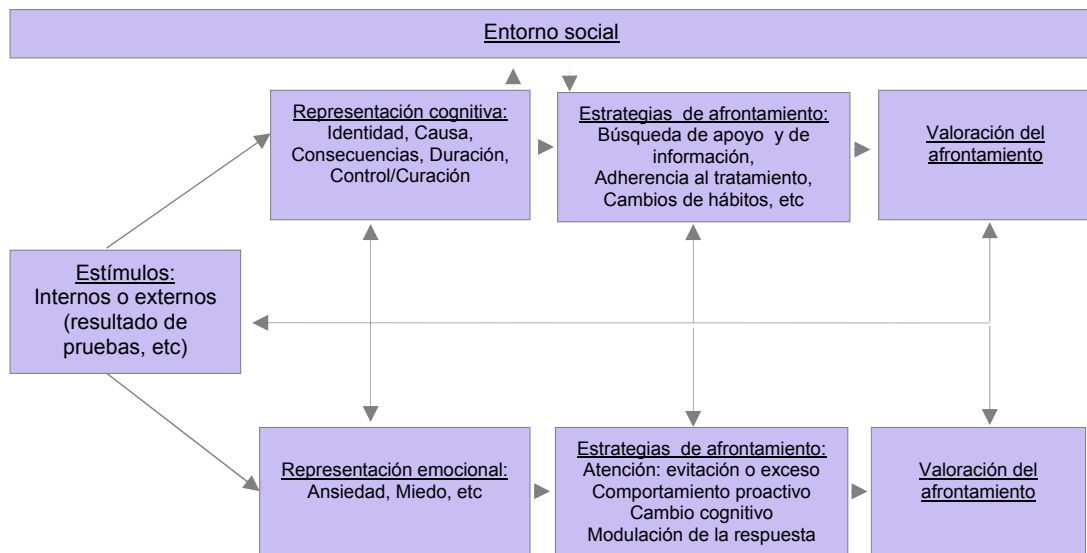 Entorno social
Representación cognitiva:
Identidad, Causa,
Consecuencias, Duración,
Control/Curación
Estrategias de afrontamiento:
Búsqueda de apoyo y de
información,
Adherencia al tratamiento,
Cambios de hábitos, etc
Valoración del
afrontamiento
Estímulos:
Internos o externos
(resultado de
pruebas, etc)
Representación emocional:
Ansiedad, Miedo, etc
Estrategias de afrontamiento:
Atención: evitación o exceso
Comportamiento proactivo
Cambio cognitivo
Modulación de la respuesta
Valoración del
afrontamiento